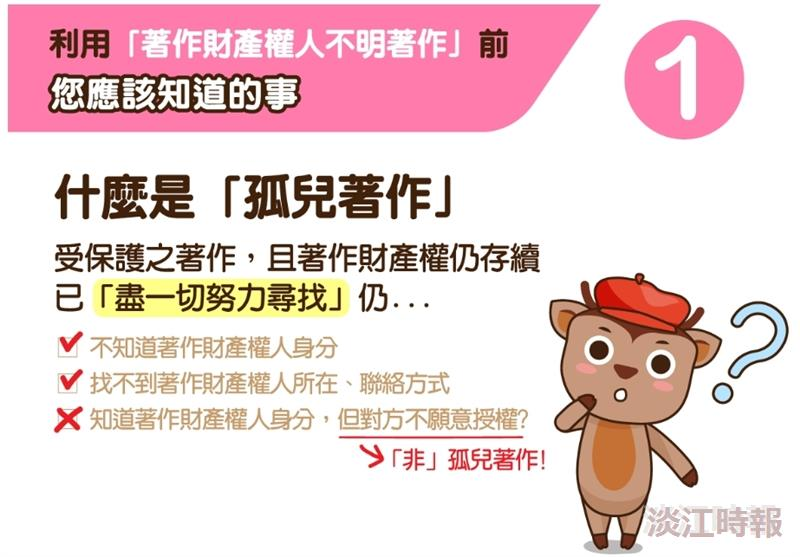 利用「著作財產權人不明著作」前
您應該知道的事
1
什麼是「孤兒著作」
受保護之著作，且著作財產權仍存續
已「盡一切努力尋找」仍...
不知道著作財產權人身分
找不到著作財產權人所在、聯絡方式
知道著作財產權人身分，但對方不願意授權?
「非」孤兒著作!
淡江時報